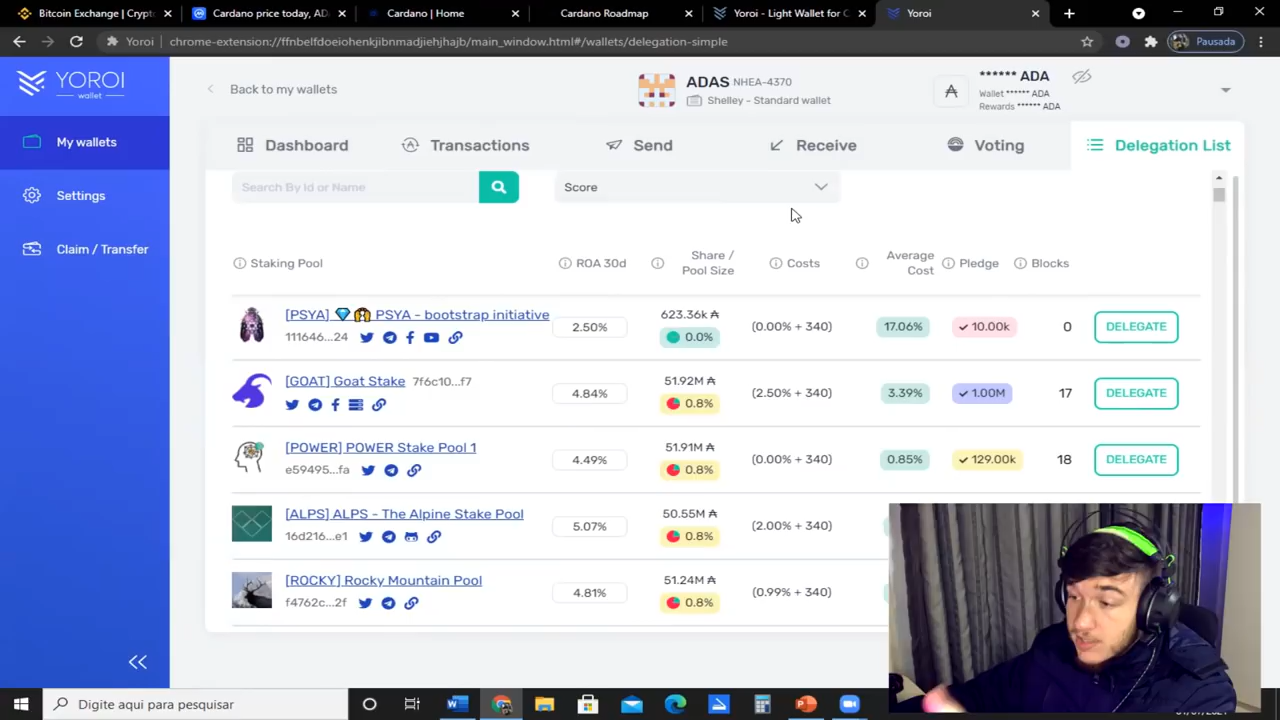 Bitcoin Exchange | Crypt
Cardano price today, AD
Cardano | Home
Cardano Roadmap
Yoroi - Light Wallet for C
Yoroi
Yoroi
chrome-extension://ffnbelfdoeiohenkjibnmadjiehjhajb/main_window.html#/wallets/delegation-simple
Pausada
YOROI
wallet
Back to my wallets
ADAS NHEA-4370
Shelley - Standard wallet
****** ADA
Wallet ****** ADA
Rewards ****** ADA
My wallets
Settings
Claim / Transfer
Dashboard
Transactions
Send
Receive
Voting
Delegation List
Search By Id or Name
Score
Staking Pool
ROA 30d
Share /
Pool Size
Costs
Average
Cost
Pledge
Blocks
[PSYA] 💎🙈 PSYA - bootstrap initiative
111646...24
2.50%
623.36k ₳
0.0%
(0.00% + 340)
17.06%
10.00k
0
DELEGATE
[GOAT] Goat Stake 7f6c10...f7
4.84%
51.92M ₳
0.8%
(2.50% + 340)
3.39%
1.00M
17
DELEGATE
[POWER] POWER Stake Pool 1
e59495...fa
4.49%
51.91M ₳
0.8%
(0.00% + 340)
0.85%
129.00k
18
DELEGATE
[ALPS] ALPS - The Alpine Stake Pool
16d216...e1
5.07%
50.55M ₳
0.8%
(2.00% + 340)
[ROCKY] Rocky Mountain Pool
f4762c...2f
4.81%
51.24M ₳
0.8%
(0.99% + 340)
Digite aqui para pesquisar